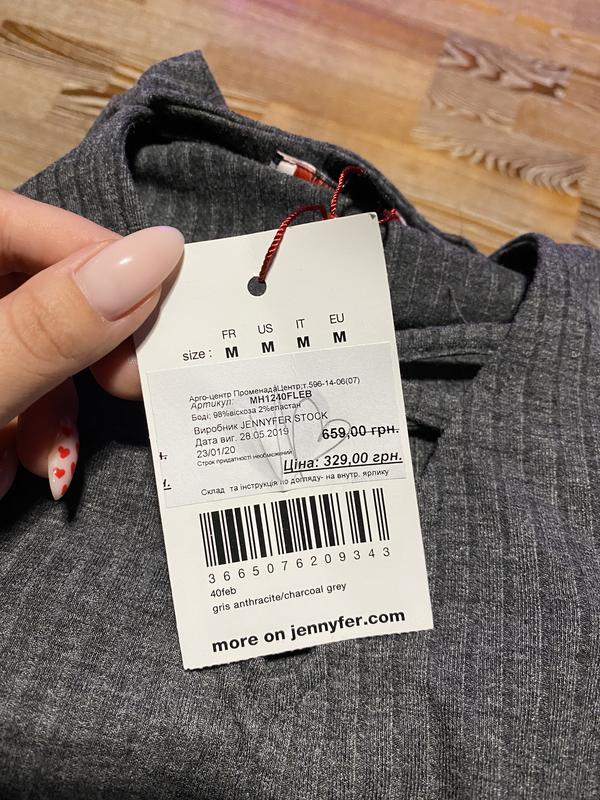 FR US IT EU
size : M M M M
Арго-центр ПроменадаЦентр;т.596-14-06(07)
Артикул: MH1240FLEB
Боді: 98%віскоза 2%еластан
Виробник JENNYFER STOCK
Дата виг. 28.05.2019 659,00 грн.
23/01/20
Строк придатності необмежений
Ціна: 329,00 грн.
Склад та інструкція по догляду- на внутр. ярлику
3665076209343
40feb
gris anthracite/charcoal grey
more on jennyfer.com